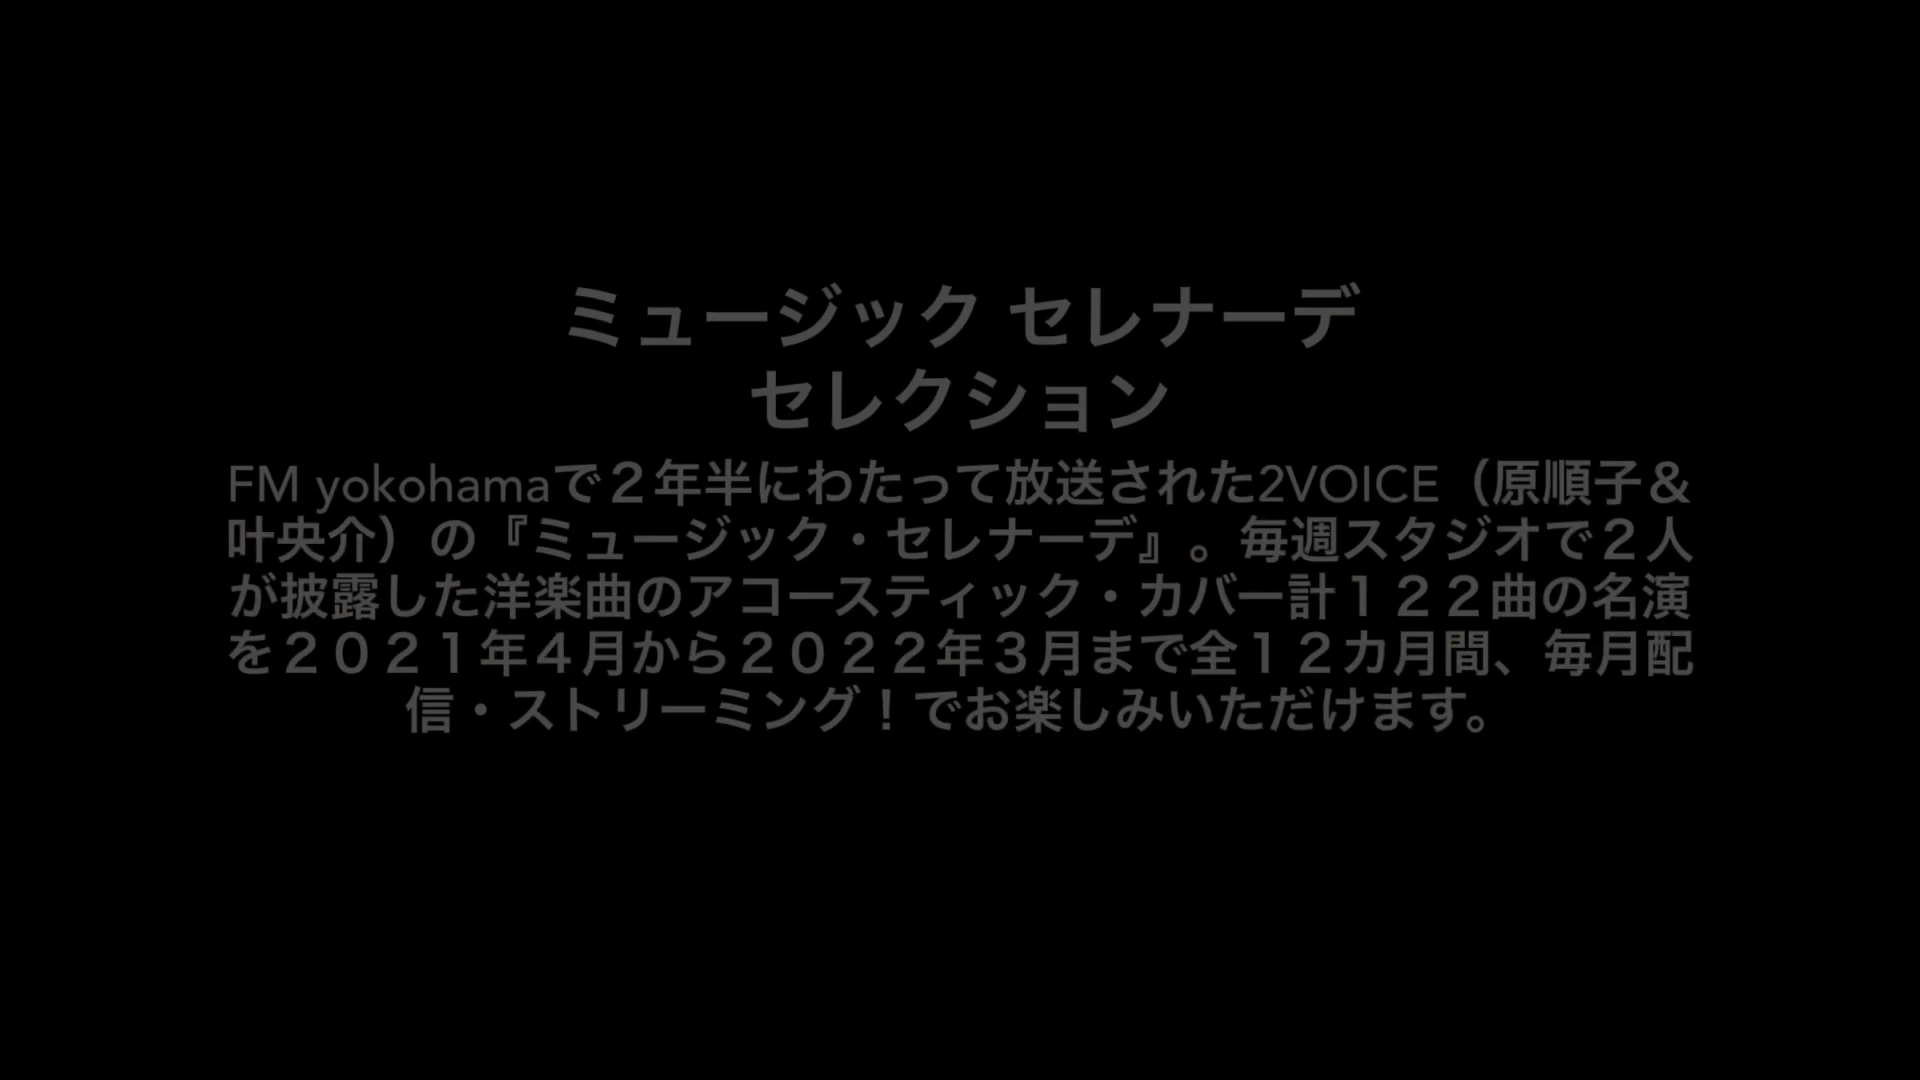 ミュージック セレナーデ
セレクション
FM yokohamaで２年半にわたって放送された2VOICE（原順子＆
叶央介）の『ミュージック・セレナーデ』。毎週スタジオで２人
が披露した洋楽曲のアコースティック・カバー計１２２曲の名演
を２０２１年４月から２０２２年３月まで全１２カ月間、毎月配
信・ストリーミング！でお楽しみいただけます。